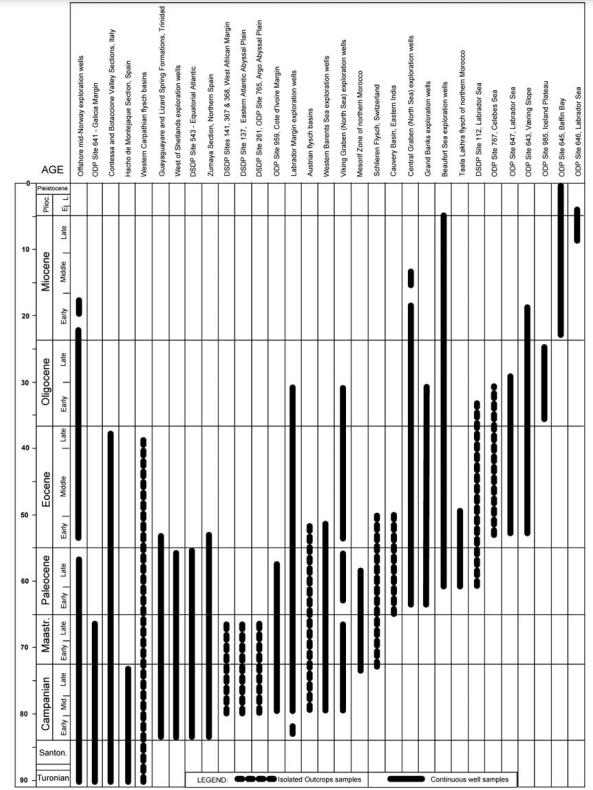 Offshore mid-Norway exploration wells
ODP Site 641 - Galicia Margin
Contessa and Botaccione Valley Sections, Italy
Hacho de Montejaque Section, Spain
Western Carpathian flysch basins
Guayaguayare and Lizard Spring Formations, Trinidad
West of Shetlands exploration wells
DSDP Site 543 - Equatorial Atlantic
Zumaya Section, Northern Spain
DSDP Sites 141, 367 & 368, West African Margin
DSDP Site 137, Eastern Atlantic Abyssal Plain
DSDP Site 261, ODP Site 765, Argo Abyssal Plain
ODP Site 959, Cote d'Ivoire Margin
Labrador Margin exploration wells
Austrian flysch basins
Western Barents Sea exploration wells
Viking Graben (North Sea) exploration wells
Mesorif Zone of northern Morocco
Schlieren Flysch, Switzerland
Cauvery Basin, Eastern India
Central Graben (North Sea) exploration wells
Grand Banks exploration wells
Beaufort Sea exploration wells
Tasla Lakhra flysch of northern Morocco
DSDP Site 112, Labrador Sea
ODP Site 767, Celebes Sea
ODP Site 647, Labrador Sea
ODP Site 643, Vøring Slope
ODP Site 985, Iceland Plateau
ODP Site 645, Baffin Bay
ODP Site 646, Labrador Sea
AGE
0
Pleistocene
Plioc.
E
L
Miocene
Late
10
Middle
Early
20
Oligocene
Late
30
Early
Eocene
Late
40
Middle
50
Early
Paleocene
Late
60
Early
Maastr.
Late
70
Early
Campanian
Late
Mid
80
Early
Santon.
90
Turonian
LEGEND:
Isolated Outcrops samples
Continuous well samples